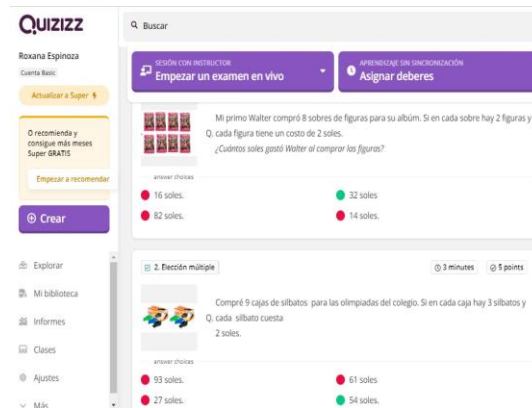 QUIZIZZ
Buscar
Roxana Espinoza
Cuenta Basic
Actualizar a Super
O recomienda y
consigue más meses
Super GRATIS
Empezar a recomendar
Crear
Explorar
Mi biblioteca
Informes
Clases
Ajustes
Más
SESIÓN CON INSTRUCTOR
Empezar un examen en vivo
APRENDIZAJE SIN SINCRONIZACIÓN
Asignar deberes
Mi primo Walter compró 8 sobres de figuras para su álbum. Si en cada sobre hay 2 figuras y
Q. cada figura tiene un costo de 2 soles.
¿Cuántos soles gastó Walter al comprar las figuras?
answer choices
16 soles.
32 soles
82 soles.
14 soles.
2. Elección múltiple
3 minutes
5 points
Compré 9 cajas de silbatos para las olimpiadas del colegio. Si en cada caja hay 3 silbatos y
Q. cada silbato cuesta
2 soles.
answer choices
93 soles.
61 soles
27 soles.
54 soles.